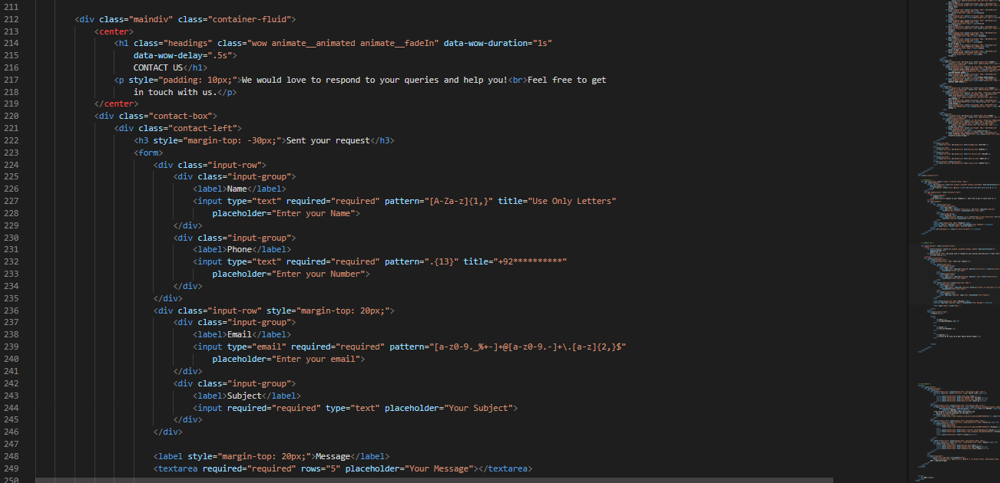 211
212 <div class="maindiv" class="container-fluid">
213 <center>
214 <h1 class="headings" class="wow animate__animated animate__fadeIn" data-wow-duration="1s"
215 data-wow-delay=".5s">
216 CONTACT US</h1>
217 <p style="padding: 10px;">We would love to respond to your queries and help you!<br>Feel free to get
218 in touch with us.</p>
219 </center>
220 <div class="contact-box">
221 <div class="contact-left">
222 <h3 style="margin-top: -30px;">Sent your request</h3>
223 <form>
224 <div class="input-row">
225 <div class="input-group">
226 <label>Name</label>
227 <input type="text" required="required" pattern="[A-Za-z]{1,}" title="Use Only Letters"
228 placeholder="Enter your Name">
229 </div>
230 <div class="input-group">
231 <label>Phone</label>
232 <input type="text" required="required" pattern=".{13}" title="+92**********"
233 placeholder="Enter your Number">
234 </div>
235 </div>
236 <div class="input-row" style="margin-top: 20px;">
237 <div class="input-group">
238 <label>Email</label>
239 <input type="email" required="required" pattern="[a-z0-9._%+-]+@[a-z0-9.-]+\.[a-z]{2,}$"
240 placeholder="Enter your email">
241 </div>
242 <div class="input-group">
243 <label>Subject</label>
244 <input required="required" type="text" placeholder="Your Subject">
245 </div>
246 </div>
247
248 <label style="margin-top: 20px;">Message</label>
249 <textarea required="required" rows="5" placeholder="Your Message"></textarea>
250